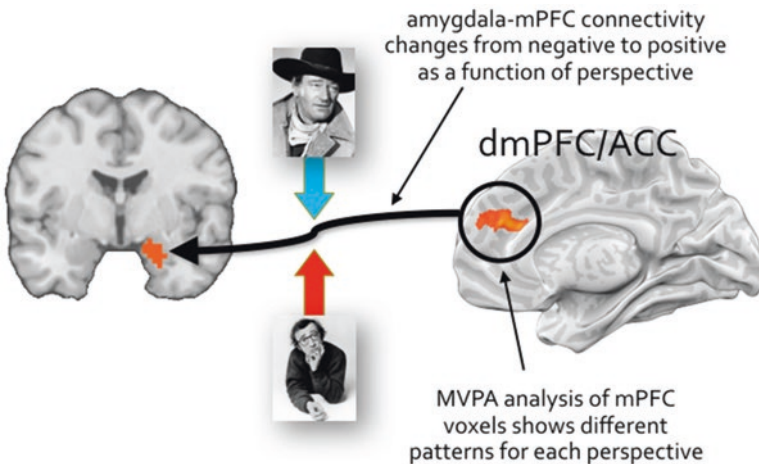 amygdala-mPFC connectivity
changes from negative to positive
as a function of perspective
dmPFC/ACC
MVPA analysis of mPFC
voxels shows different
patterns for each perspective